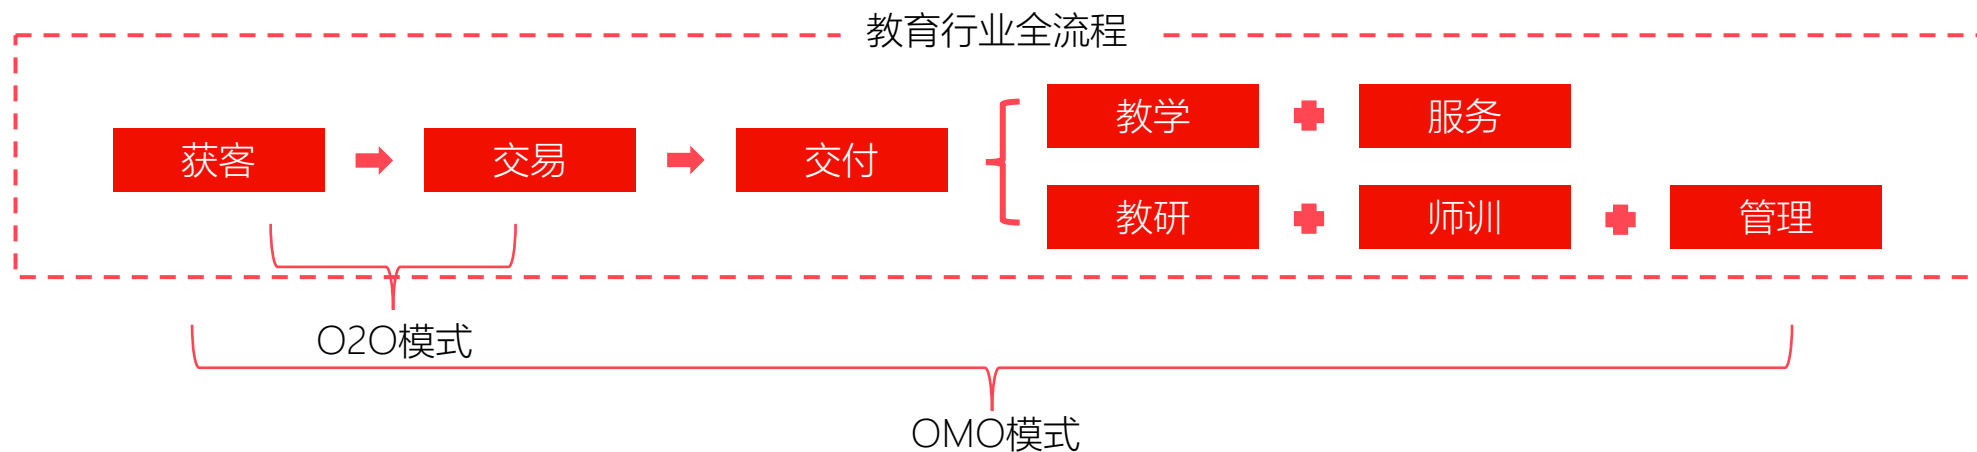 教育行业全流程
获客
交易
交付
教学
服务
教研
师训
管理
O2O模式
OMO模式